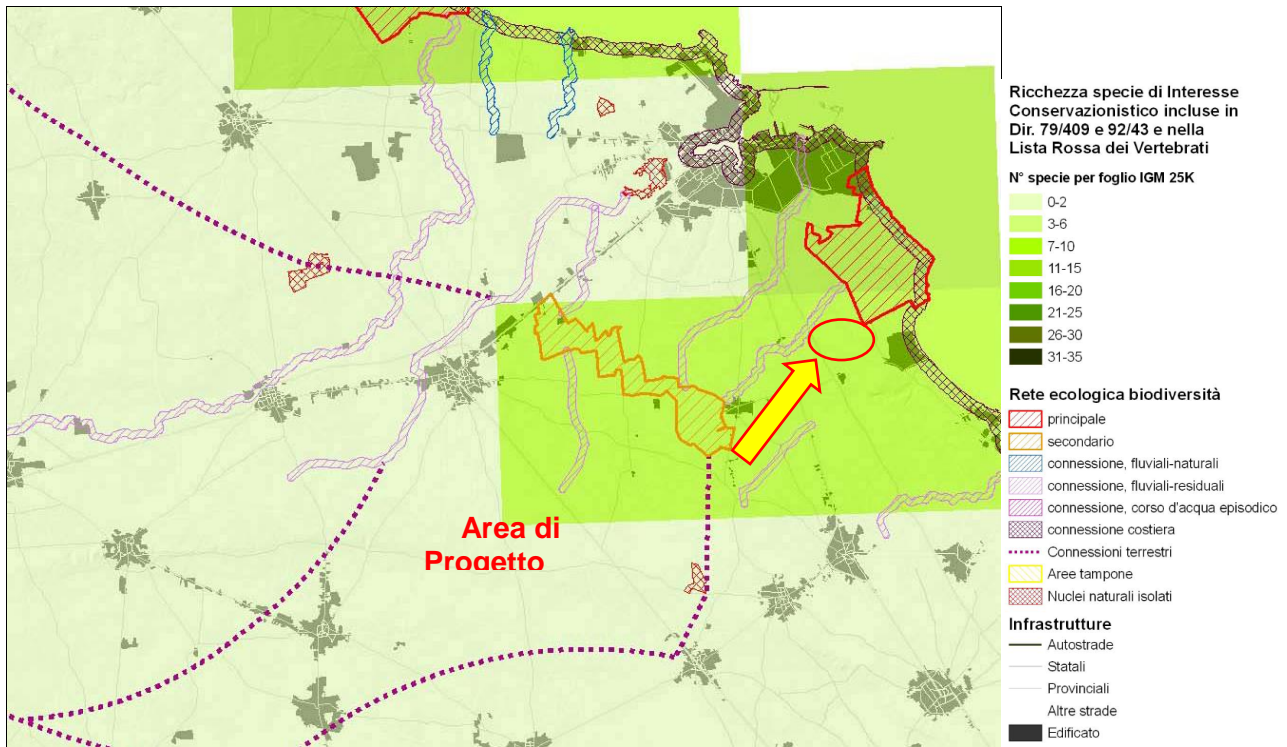 Area di
Progetto
Ricchezza specie di Interesse
Conservazionistico incluse in
Dir. 79/409 e 92/43 e nella
Lista Rossa dei Vertebrati
N° specie per foglio IGM 25K
0-2
3-6
7-10
11-15
16-20
21-25
26-30
31-35
Rete ecologica biodiversità
principale
secondario
connessione, fluviali-naturali
connessione, fluviali-residuali
connessione, corso d'acqua episodico
connessione costiera
Connessioni terrestri
Aree tampone
Nuclei naturali isolati
Infrastrutture
Autostrade
Statali
Provinciali
Altre strade
Edificato